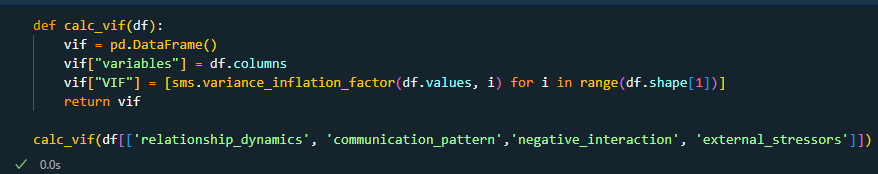 def calc_vif(df):
    vif = pd.DataFrame()
    vif["variables"] = df.columns
    vif["VIF"] = [sms.variance_inflation_factor(df.values, i) for i in range(df.shape[1])]
    return vif
calc_vif(df[['relationship_dynamics', 'communication_pattern','negative_interaction', 'external_stressors']])
0.0s